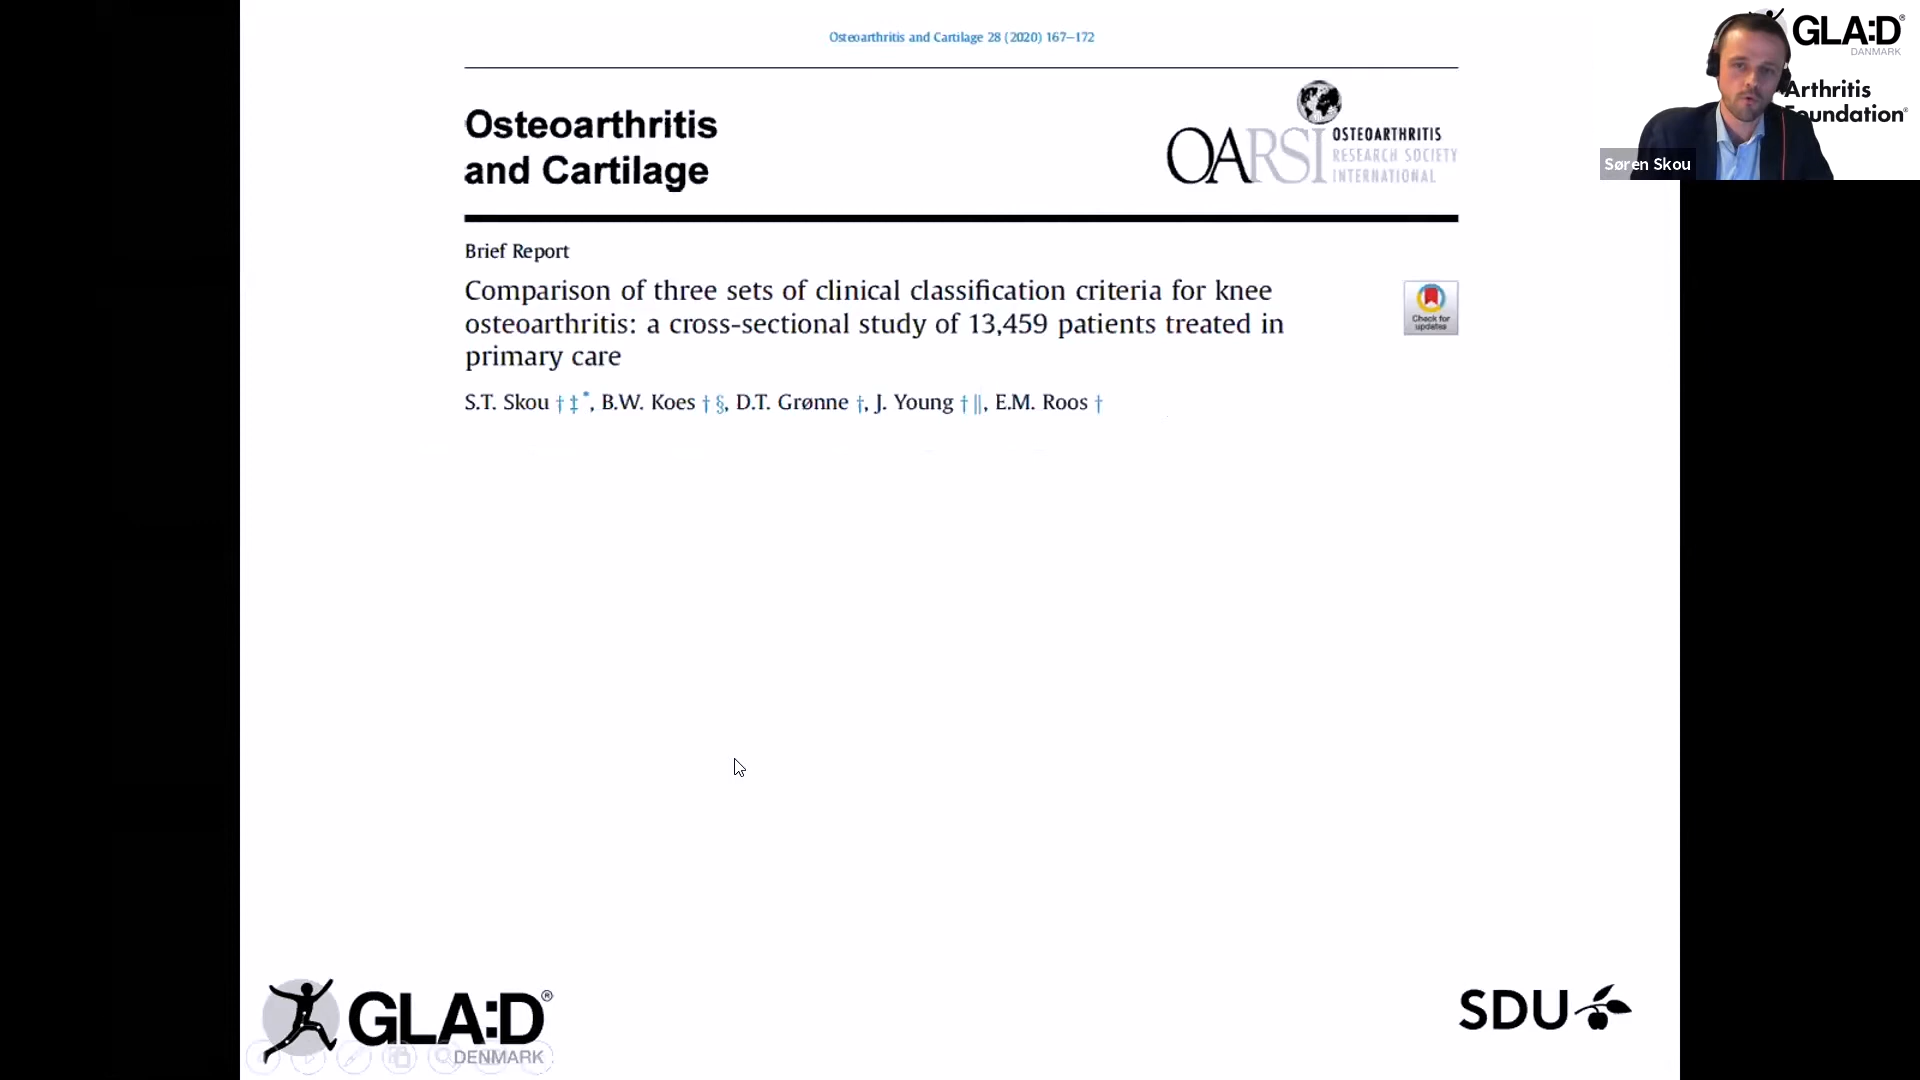 Osteoarthritis and Cartilage 28 (2020) 167–172
Osteoarthritis
and Cartilage
OARSI
OSTEOARTHRITIS
RESEARCH SOCIETY
INTERNATIONAL
Brief Report
Comparison of three sets of clinical classification criteria for knee
osteoarthritis: a cross-sectional study of 13,459 patients treated in
primary care
Check for
updates
S.T. Skou † ‡ *, B.W. Koes † §, D.T. Grønne †, J. Young † ||, E.M. Roos †
GLA:D®
DANMARK
Arthritis
Foundation®
Søren Skou
GLA:D®
DENMARK
SDU